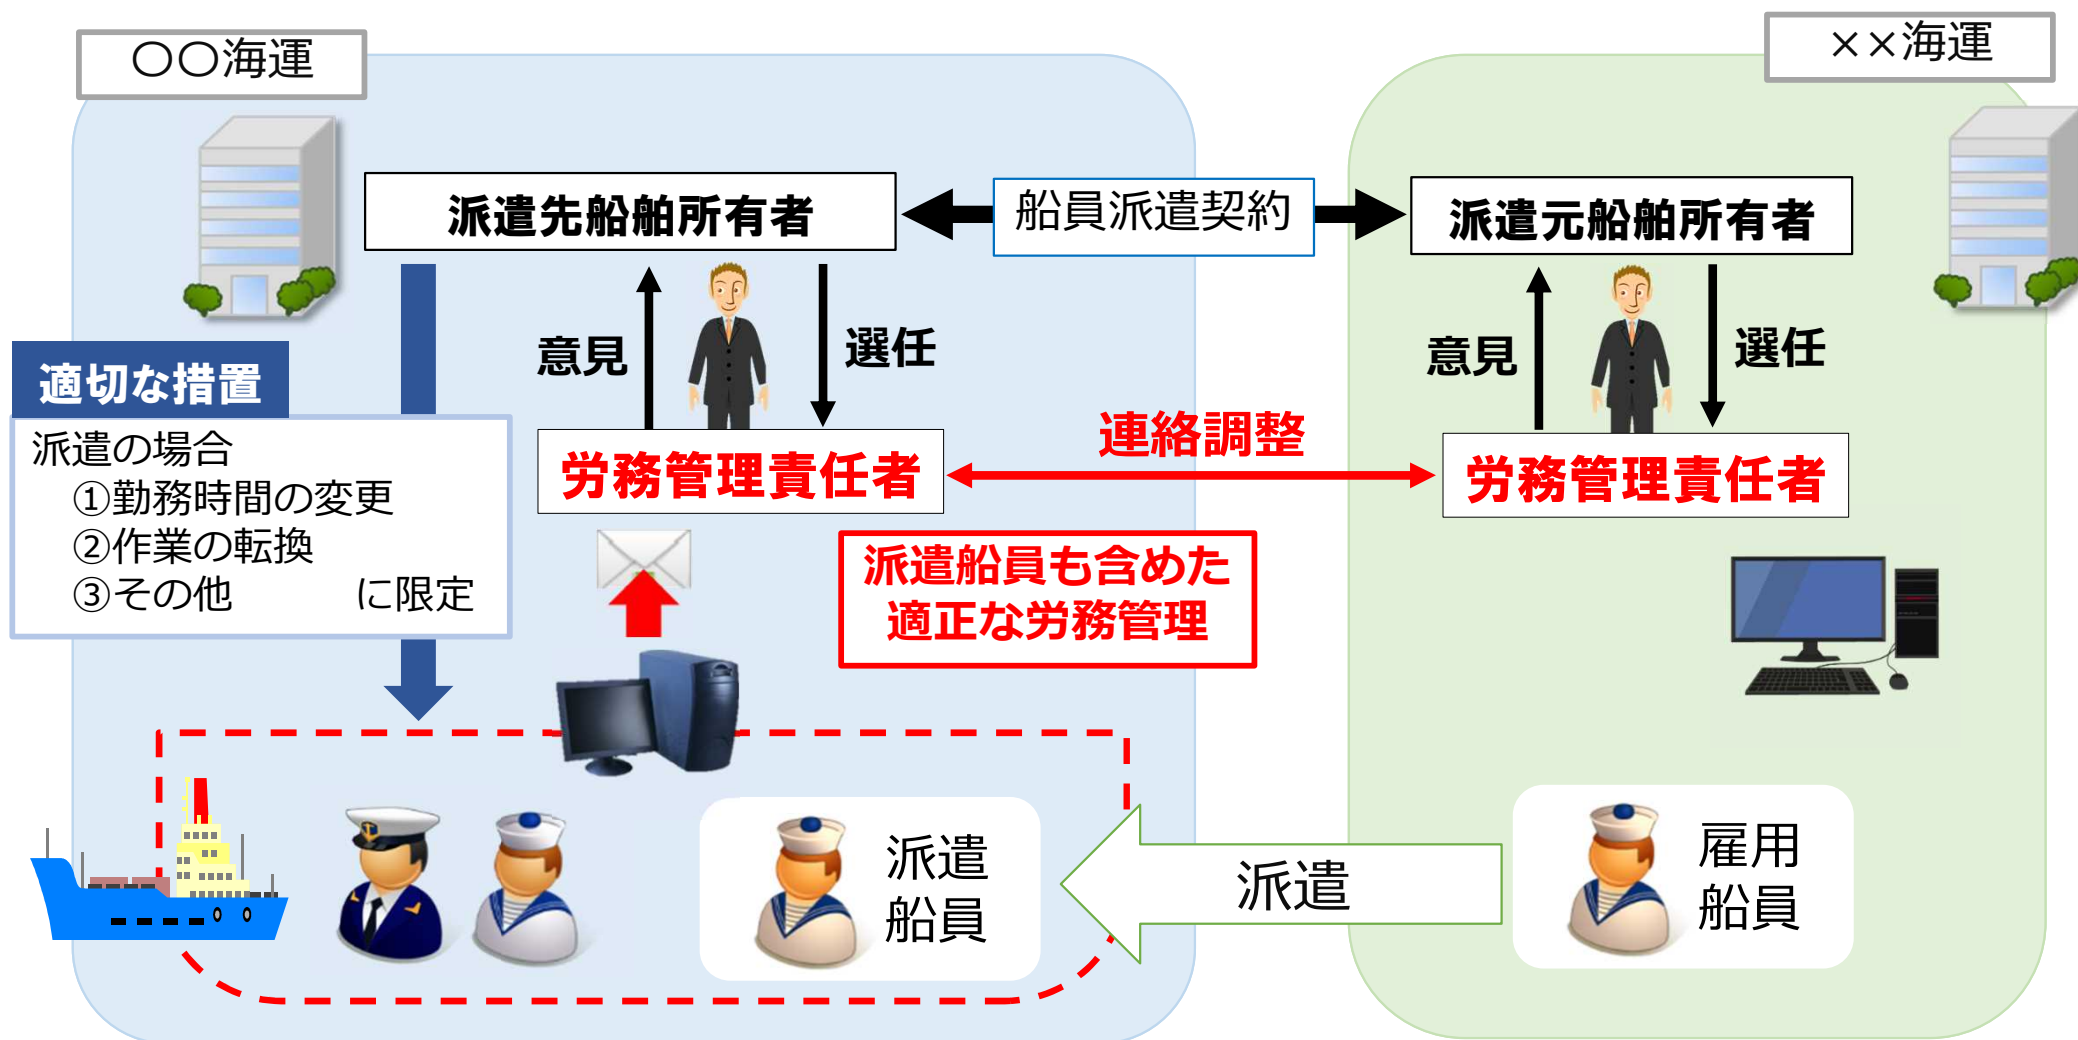 〇〇海運
××海運
派遣先船舶所有者
船員派遣契約
派遣元船舶所有者
意見
選任
意見
選任
適切な措置
派遣の場合
①勤務時間の変更
②作業の転換
③その他　　　に限定
連絡調整
労務管理責任者
労務管理責任者
派遣船員も含めた
適正な労務管理
派遣
船員
派遣
雇用
船員